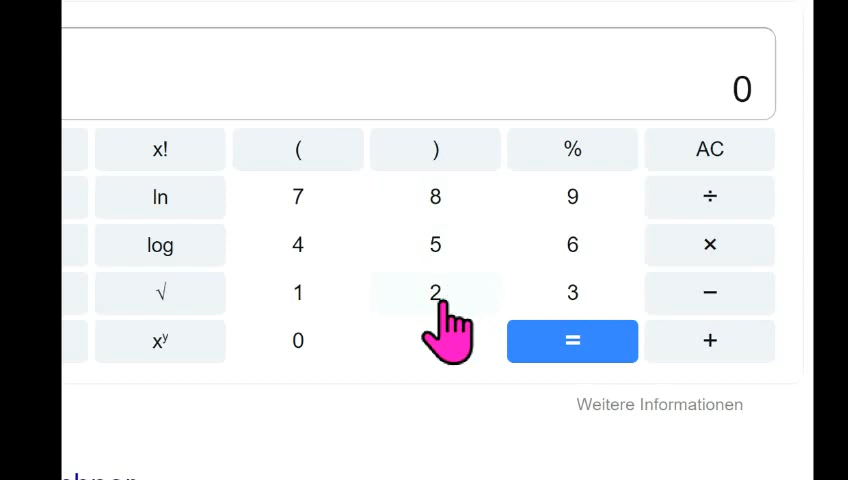 0
x! ( ) % AC
ln 7 8 9 ÷
log 4 5 6 ×
√ 1 2 3 −
xʸ 0 = +
Weitere Informationen